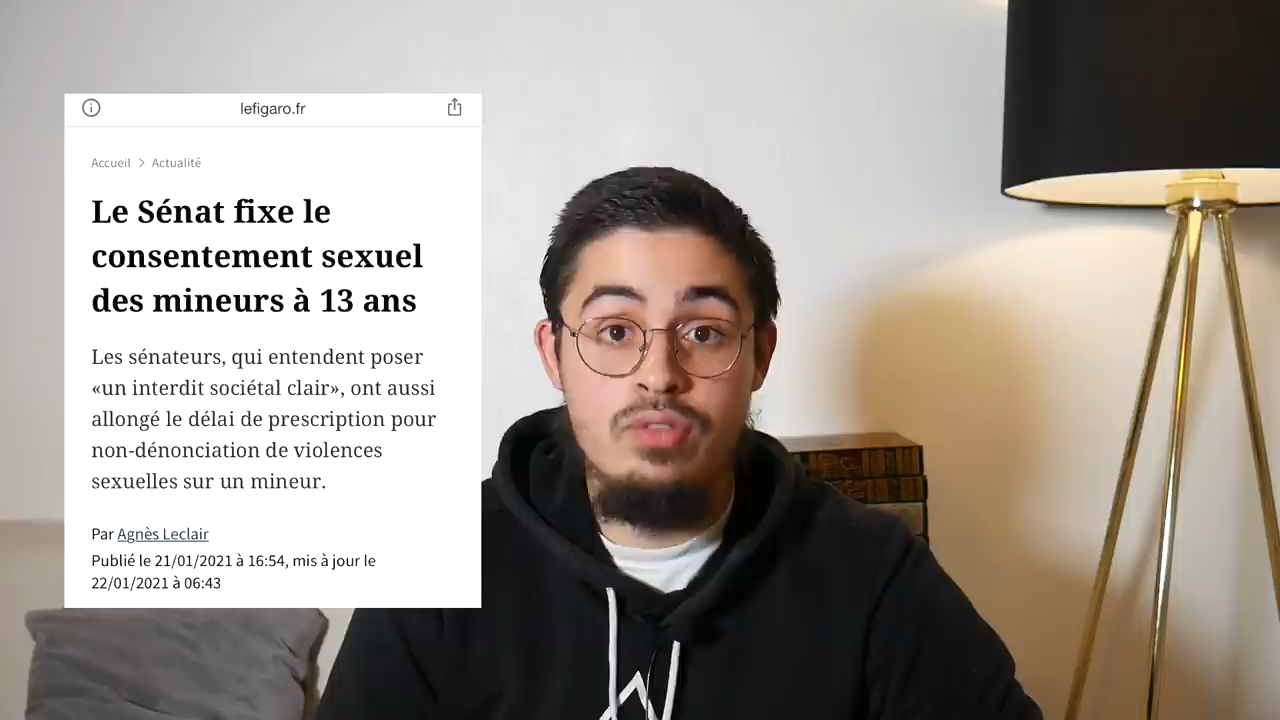 lefigaro.fr
Accueil > Actualité
Le Sénat fixe le
consentement sexuel
des mineurs à 13 ans
Les sénateurs, qui entendent poser
«un interdit sociétal clair», ont aussi
allongé le délai de prescription pour
non-dénonciation de violences
sexuelles sur un mineur.
Par Agnès Leclair
Publié le 21/01/2021 à 16:54, mis à jour le
22/01/2021 à 06:43